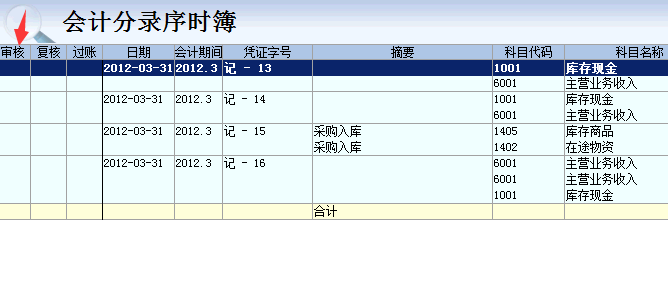 会计分录序时簿
审核 复核 过账 日期 会计期间 凭证字号 摘要 科目代码 科目名称
2012-03-31 2012.3 记 - 13 1001 库存现金
6001 主营业务收入
2012-03-31 2012.3 记 - 14 1001 库存现金
6001 主营业务收入
2012-03-31 2012.3 记 - 15 采购入库 1405 库存商品
采购入库 1402 在途物资
2012-03-31 2012.3 记 - 16 6001 主营业务收入
6001 主营业务收入
1001 库存现金
合计